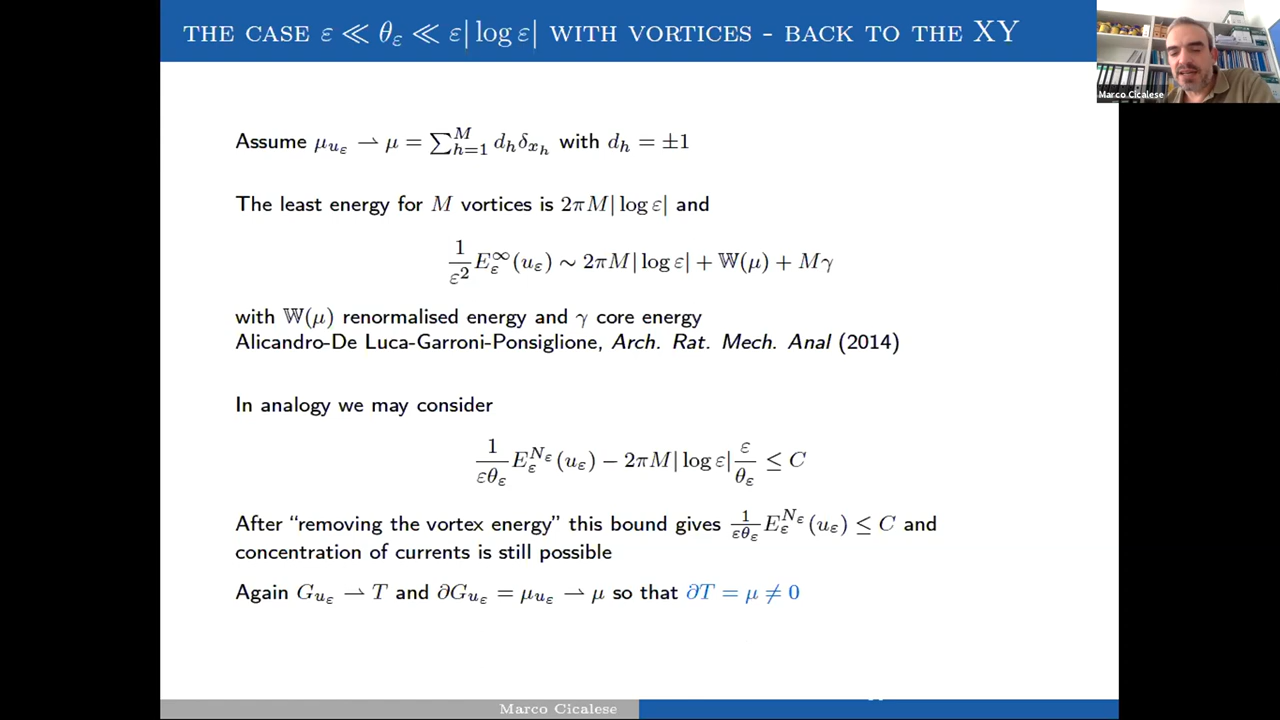 THE CASE ε ≪ θ_ε ≪ ε|log ε| WITH VORTICES - BACK TO THE XY
Marco Cicalese
Assume μ_{u_ε} ⇀ μ = ∑_{h=1}^{M} d_h δ_{x_h} with d_h = ±1
The least energy for M vortices is 2πM|log ε| and
1/ε² E_ε^∞(u_ε) ∼ 2πM|log ε| + 𝕎(μ) + Mγ
with 𝕎(μ) renormalised energy and γ core energy
Alicandro-De Luca-Garroni-Ponsiglione, Arch. Rat. Mech. Anal (2014)
In analogy we may consider
1/(εθ_ε) E_ε^{N_ε}(u_ε) − 2πM|log ε| ε/θ_ε ≤ C
After “removing the vortex energy” this bound gives 1/(εθ_ε) E_ε^{N_ε}(u_ε) ≤ C and
concentration of currents is still possible
Again G_{u_ε} ⇀ T and ∂G_{u_ε} = μ_{u_ε} ⇀ μ so that ∂T = μ ≠ 0
Marco Cicalese